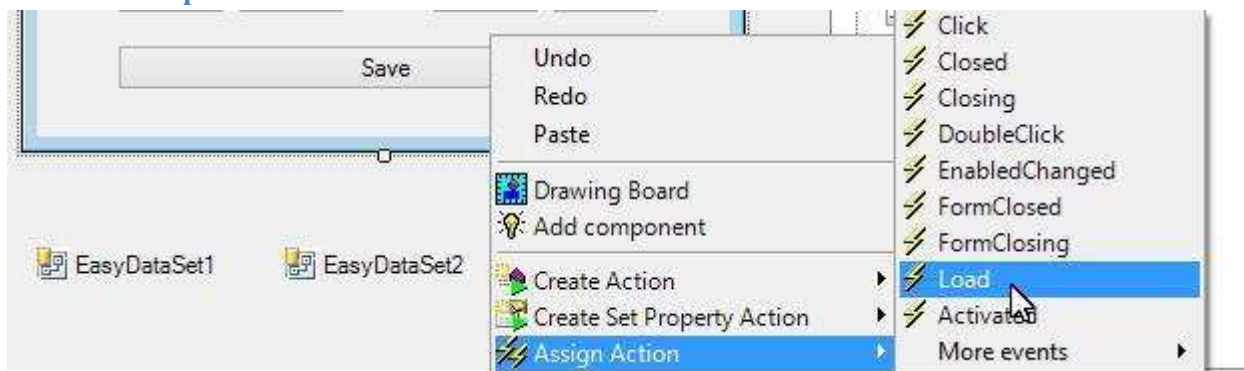 Save
EasyDataSet1
EasyDataSet2
Undo
Redo
Paste
Drawing Board
Add component
Create Action
Create Set Property Action
Assign Action
Click
Closed
Closing
DoubleClick
EnabledChanged
FormClosed
FormClosing
Load
Activated
More events